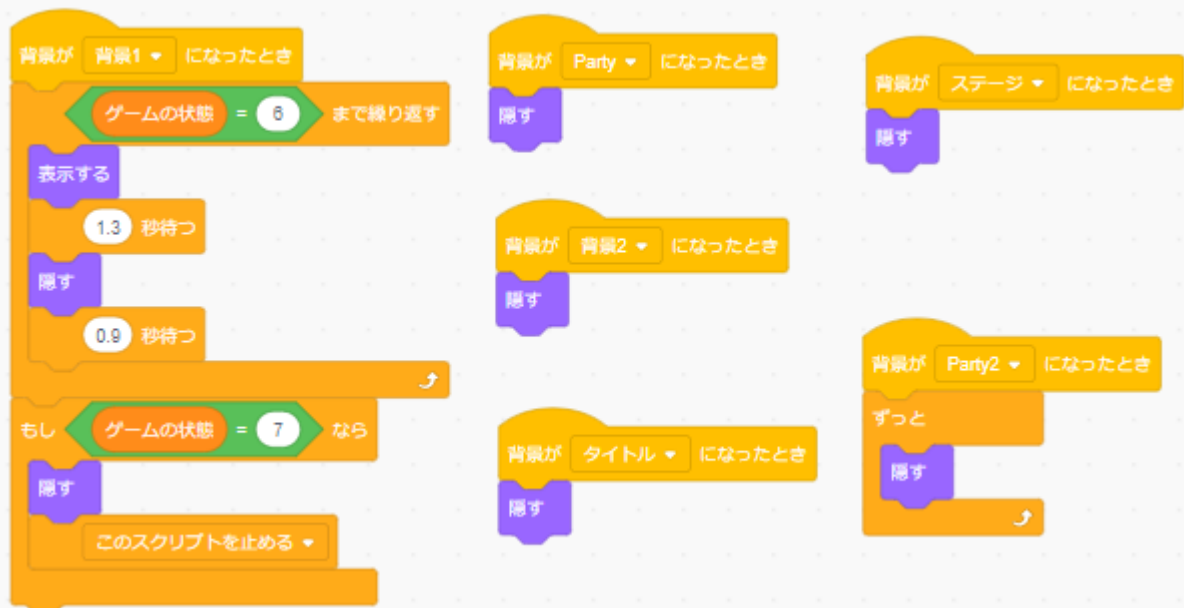 背景が 背景1 になったとき
ゲームの状態 = 6 まで繰り返す
表示する
1.3 秒待つ
隠す
0.9 秒待つ
もし ゲームの状態 = 7 なら
隠す
このスクリプトを止める
背景が Party になったとき
隠す
背景が 背景2 になったとき
隠す
背景が タイトル になったとき
隠す
背景が ステージ になったとき
隠す
背景が Party2 になったとき
ずっと
隠す